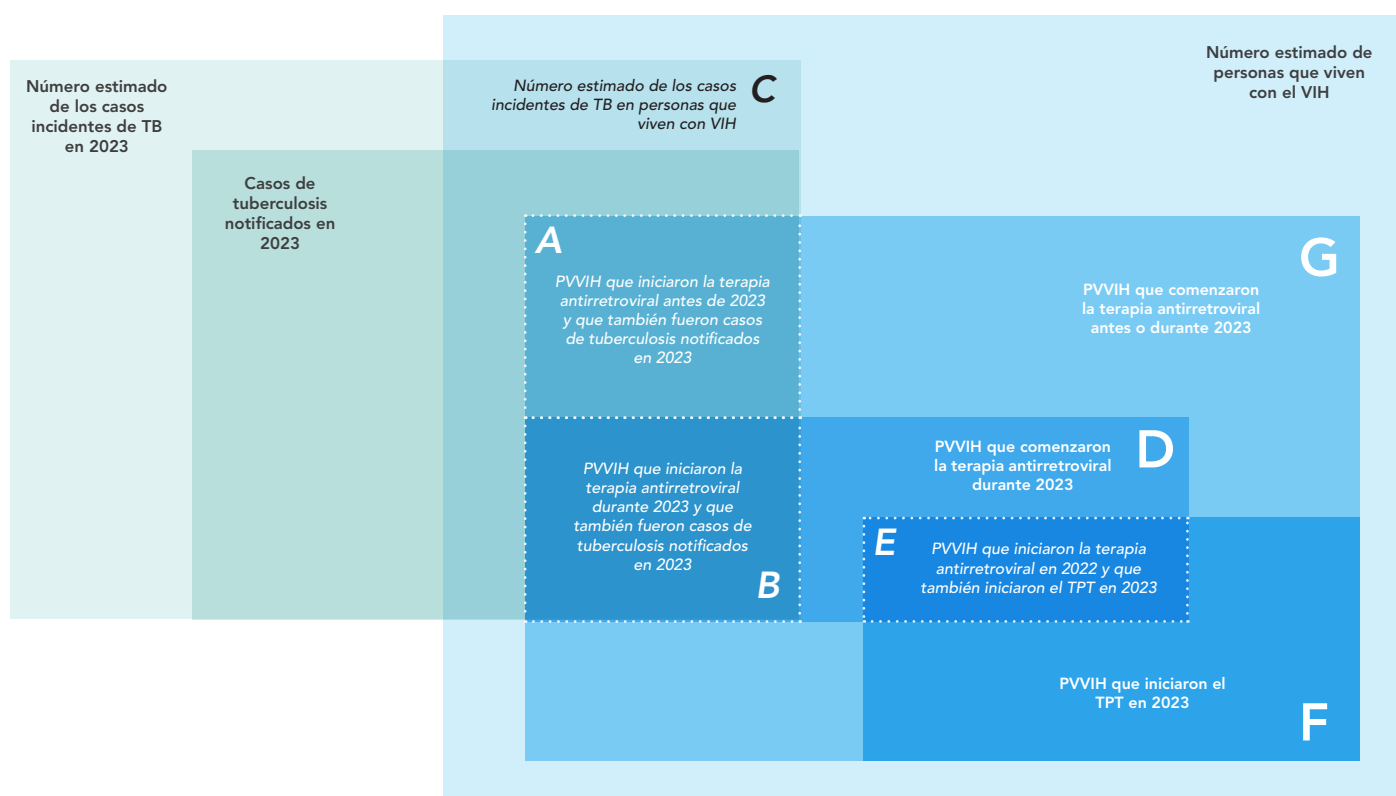 Número estimado
de los casos
incidentes de TB
en 2023
Casos de
tuberculosis
notificados en
2023
Número estimado de los casos
incidentes de TB en personas que
viven con VIH
C
Número estimado de
personas que viven
con el VIH
A
PVVIH que iniciaron la terapia
antirretroviral antes de 2023
y que también fueron casos
de tuberculosis notificados
en 2023
G
PVVIH que comenzaron
la terapia antirretroviral
antes o durante 2023
PVVIH que iniciaron la
terapia antirretroviral
durante 2023 y que
también fueron casos de
tuberculosis notificados
en 2023
B
PVVIH que comenzaron
la terapia antirretroviral
durante 2023
D
E
PVVIH que iniciaron la terapia
antirretroviral en 2022 y que
también iniciaron el TPT en 2023
PVVIH que iniciaron el
TPT en 2023
F